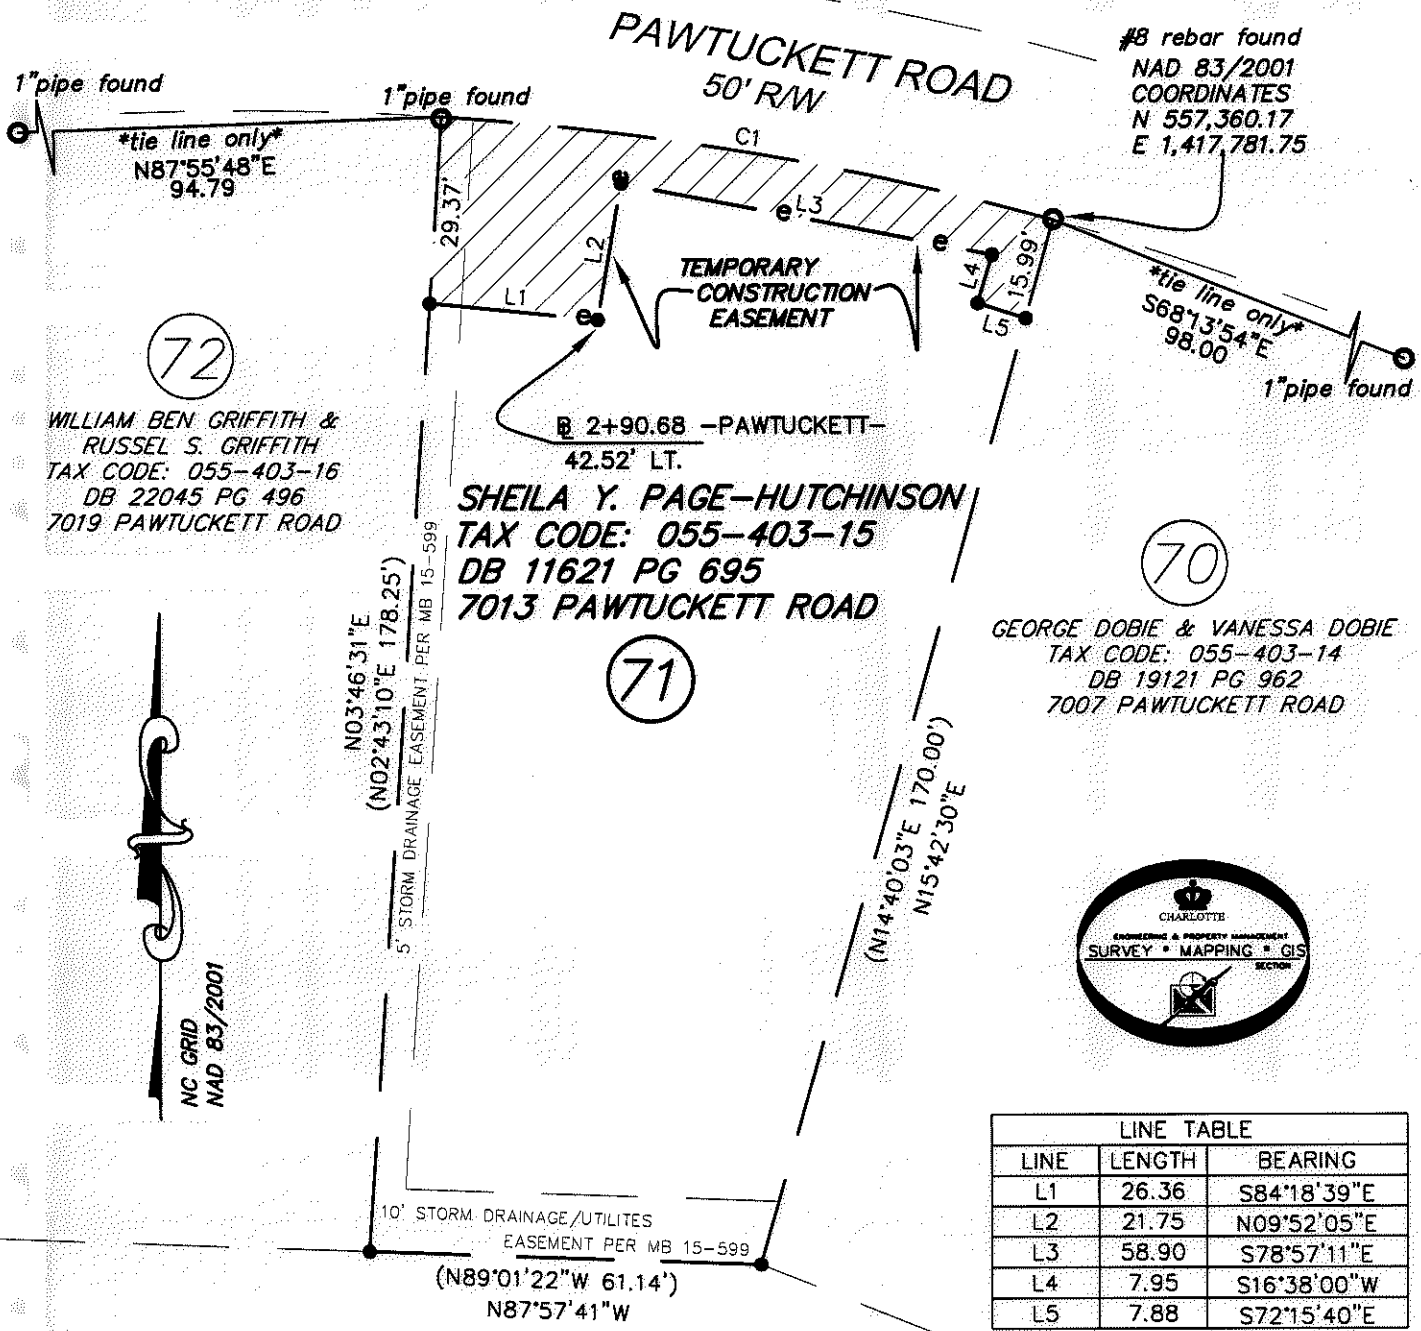 PAWTUCKETT ROAD
50' R/W
#8 rebar found
NAD 83/2001
COORDINATES
N 557,360.17
E 1,417,781.75
1"pipe found
1"pipe found
*tie line only*
N87°55'48"E
94.79
C1
29.37'
L1
L2
L3
L4
L5
15.99'
e
e
e
e
TEMPORARY
CONSTRUCTION
EASEMENT
*tie line only*
S68°13'54"E
98.00
1"pipe found
72
WILLIAM BEN GRIFFITH &
RUSSEL S. GRIFFITH
TAX CODE: 055-403-16
DB 22045 PG 496
7019 PAWTUCKETT ROAD
BL 2+90.68 -PAWTUCKETT-
42.52' LT.
SHEILA Y. PAGE-HUTCHINSON
TAX CODE: 055-403-15
DB 11621 PG 695
7013 PAWTUCKETT ROAD
71
70
GEORGE DOBIE & VANESSA DOBIE
TAX CODE: 055-403-14
DB 19121 PG 962
7007 PAWTUCKETT ROAD
N03°46'31"E
(N02°43'10"E 178.25')
5' STORM DRAINAGE EASEMENT PER MB 15-599
(N14°40'03"E 170.00')
N15°42'30"E
NC GRID
NAD 83/2001
CHARLOTTE
ENGINEERING & PROPERTY MANAGEMENT
SURVEY * MAPPING * GIS
SECTION
10' STORM DRAINAGE/UTILITES
EASEMENT PER MB 15-599
(N89°01'22"W 61.14')
N87°57'41"W
LINE TABLE
LINE LENGTH BEARING
L1 26.36 S84°18'39"E
L2 21.75 N09°52'05"E
L3 58.90 S78°57'11"E
L4 7.95 S16°38'00"W
L5 7.88 S72°15'40"E